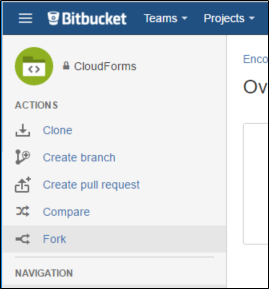 Bitbucket Teams Projects
CloudForms
Enco
Ov
ACTIONS
Clone
Create branch
Create pull request
Compare
Fork
NAVIGATION